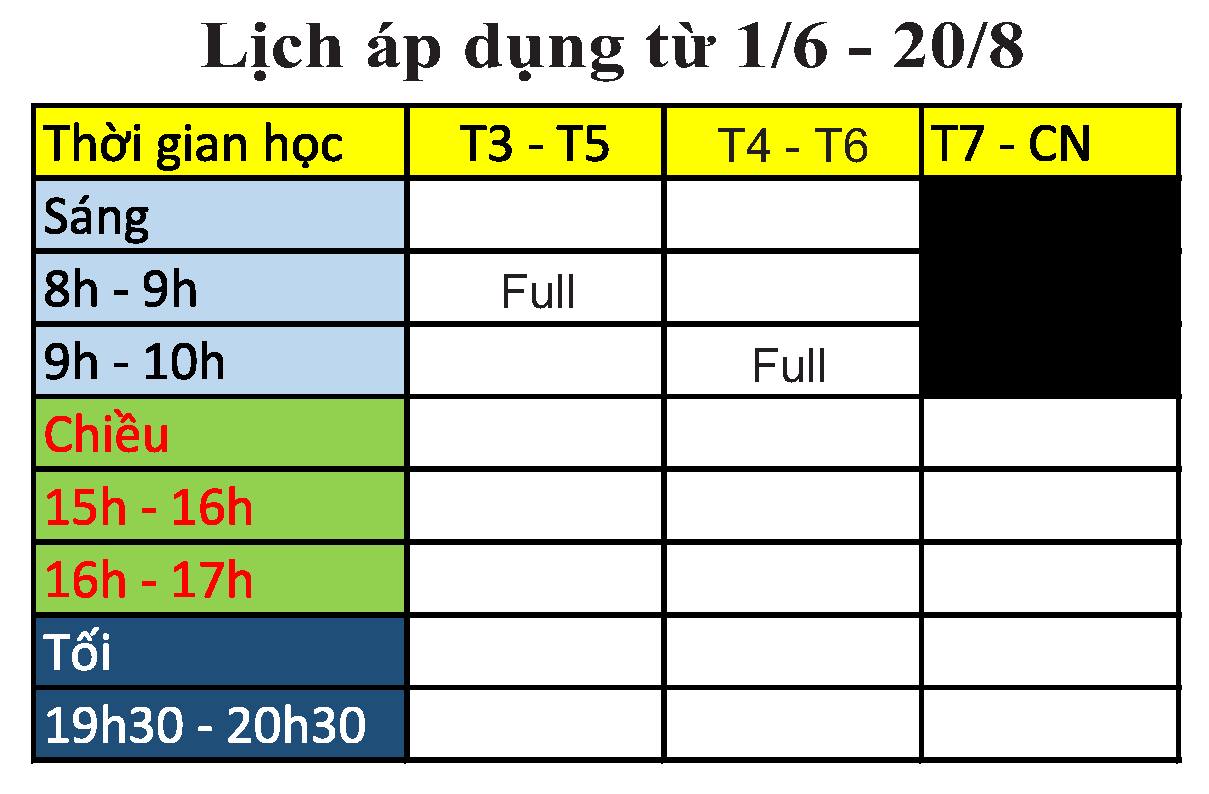 Lịch áp dụng từ 1/6 - 20/8
Thời gian học T3 - T5 T4 - T6 T7 - CN
Sáng
8h - 9h Full
9h - 10h Full
Chiều
15h - 16h
16h - 17h
Tối
19h30 - 20h30